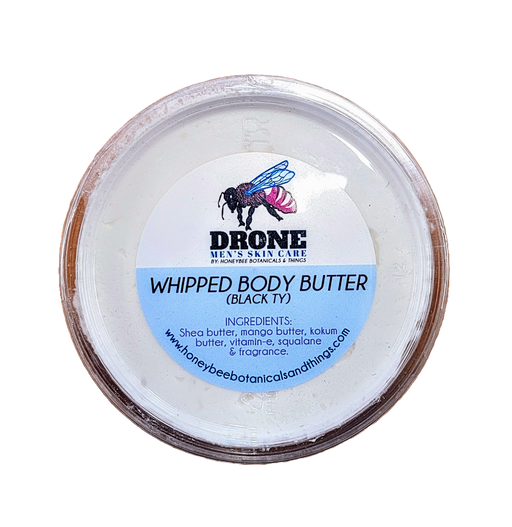 DRONE
MEN'S SKIN CARE
BY: HONEYBEE BOTANICALS & THINGS
WHIPPED BODY BUTTER
(BLACK TY)
INGREDIENTS:
Shea butter, mango butter, kokum
butter, vitamin-e, squalane
& fragrance.
www.honeybeebotanicalsandthings.com